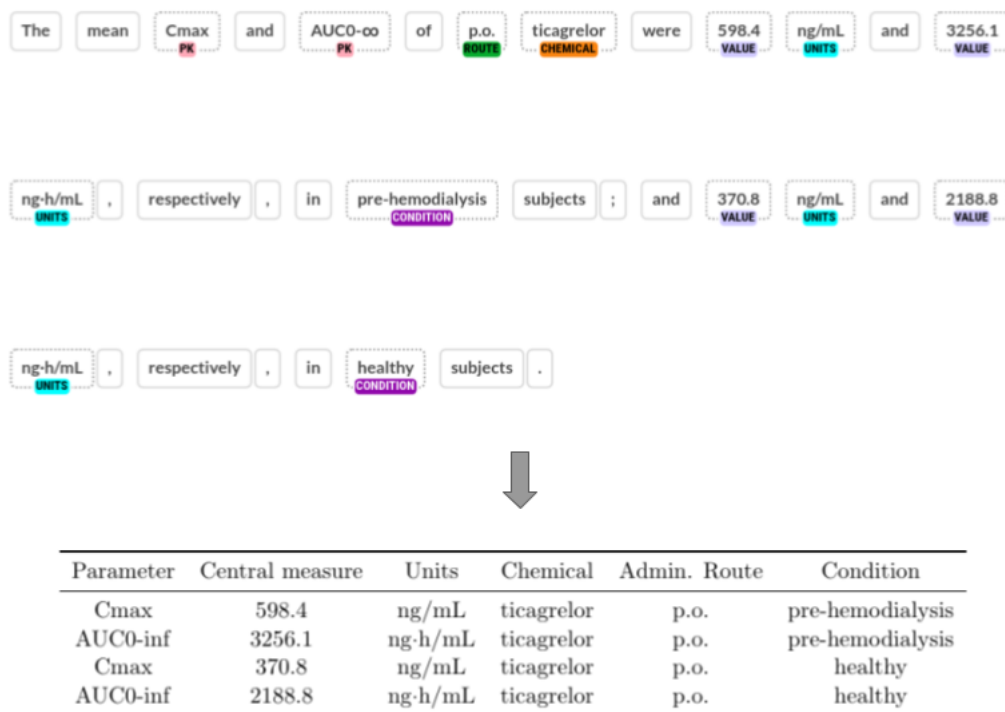 The mean Cmax and AUC0-∞ of p.o. ticagrelor were 598.4 ng/mL and 3256.1
PK PK ROUTE CHEMICAL VALUE UNITS VALUE
ng·h/mL , respectively , in pre-hemodialysis subjects ; and 370.8 ng/mL and 2188.8
UNITS CONDITION VALUE UNITS VALUE
ng·h/mL , respectively , in healthy subjects .
UNITS CONDITION
Parameter Central measure Units Chemical Admin. Route Condition
Cmax 598.4 ng/mL ticagrelor p.o. pre-hemodialysis
AUC0-inf 3256.1 ng·h/mL ticagrelor p.o. pre-hemodialysis
Cmax 370.8 ng/mL ticagrelor p.o. healthy
AUC0-inf 2188.8 ng·h/mL ticagrelor p.o. healthy